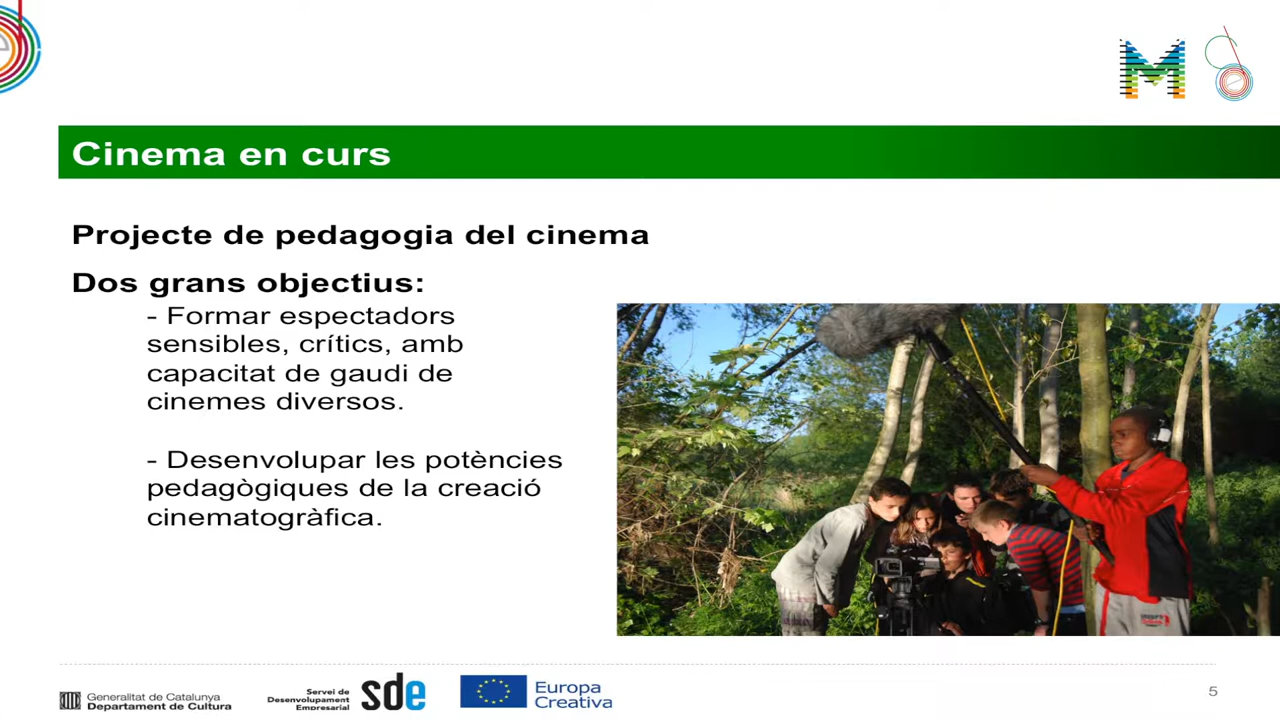 Cinema en curs
Projecte de pedagogia del cinema
Dos grans objectius:
- Formar espectadors
sensibles, crítics, amb
capacitat de gaudi de
cinemes diversos.
- Desenvolupar les potències
pedagògiques de la creació
cinematogràfica.
Generalitat de Catalunya
Departament de Cultura
Servei de
Desenvolupament
Empresarial
sde
Europa
Creativa
5